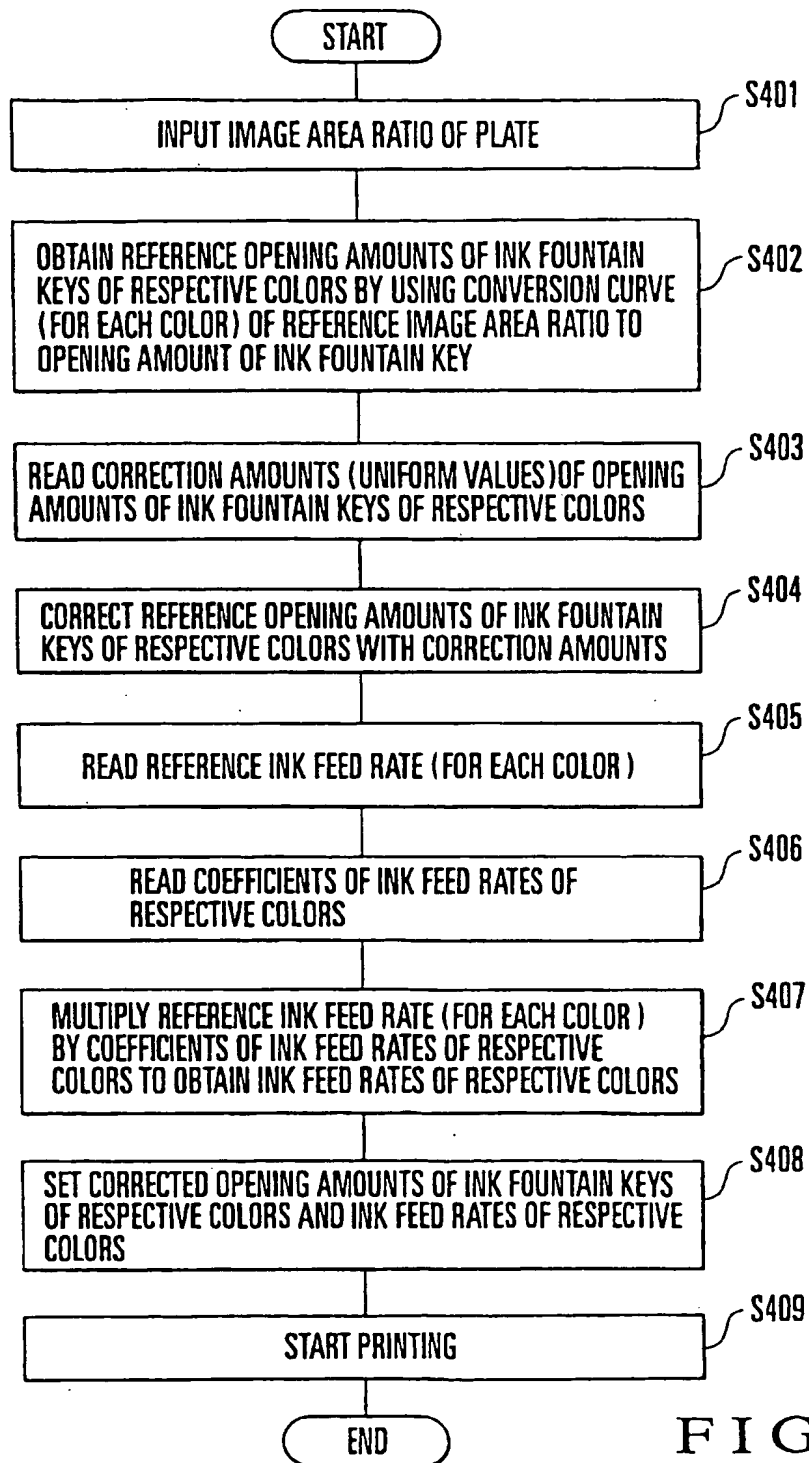 START
S401
INPUT IMAGE AREA RATIO OF PLATE
S402
OBTAIN REFERENCE OPENING AMOUNTS OF INK FOUNTAIN
KEYS OF RESPECTIVE COLORS BY USING CONVERSION CURVE
(FOR EACH COLOR) OF REFERENCE IMAGE AREA RATIO TO
OPENING AMOUNT OF INK FOUNTAIN KEY
S403
READ CORRECTION AMOUNTS (UNIFORM VALUES) OF OPENING
AMOUNTS OF INK FOUNTAIN KEYS OF RESPECTIVE COLORS
S404
CORRECT REFERENCE OPENING AMOUNTS OF INK FOUNTAIN
KEYS OF RESPECTIVE COLORS WITH CORRECTION AMOUNTS
S405
READ REFERENCE INK FEED RATE (FOR EACH COLOR)
S406
READ COEFFICIENTS OF INK FEED RATES OF
RESPECTIVE COLORS
S407
MULTIPLY REFERENCE INK FEED RATE (FOR EACH COLOR)
BY COEFFICIENTS OF INK FEED RATES OF RESPECTIVE
COLORS TO OBTAIN INK FEED RATES OF RESPECTIVE COLORS
S408
SET CORRECTED OPENING AMOUNTS OF INK FOUNTAIN KEYS
OF RESPECTIVE COLORS AND INK FEED RATES OF RESPECTIVE
COLORS
S409
START PRINTING
END
FIG